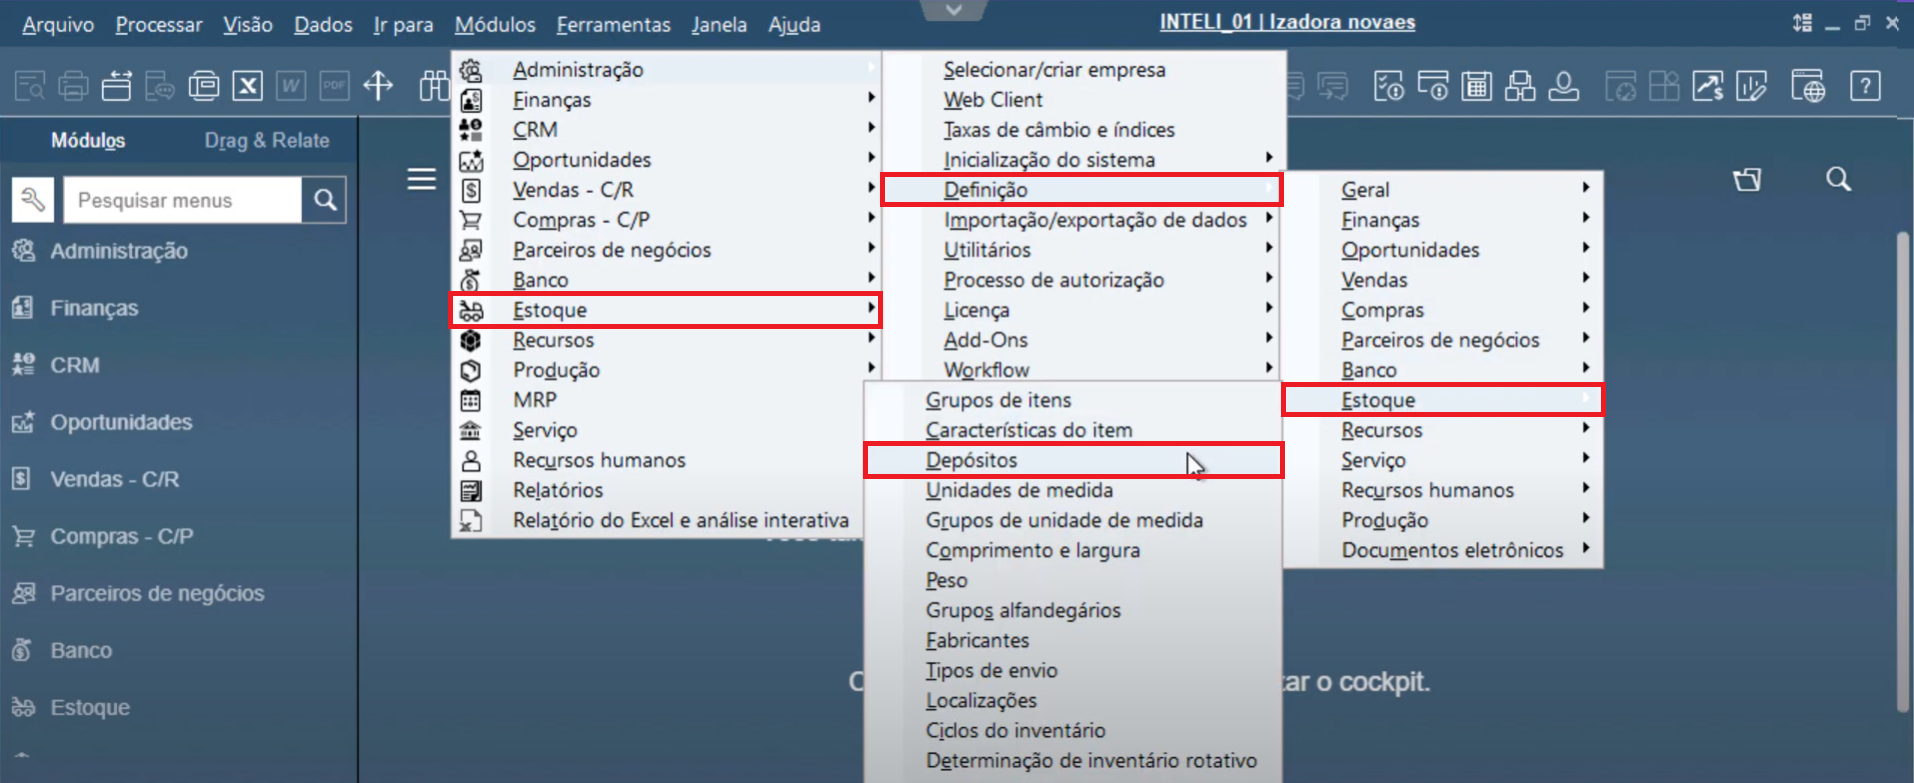 Arquivo Processar Visão Dados Ir para Módulos Ferramentas Janela Ajuda
INTELI_01 | Izadora novaes
Módulos Drag & Relate
Pesquisar menus
Administração
Finanças
CRM
Oportunidades
Vendas - C/R
Compras - C/P
Parceiros de negócios
Banco
Estoque
Administração
Finanças
CRM
Oportunidades
Vendas - C/R
Compras - C/P
Parceiros de negócios
Banco
Estoque
Recursos
Produção
MRP
Serviço
Recursos humanos
Relatórios
Relatório do Excel e análise interativa
Selecionar/criar empresa
Web Client
Taxas de câmbio e índices
Inicialização do sistema
Definição
Importação/exportação de dados
Utilitários
Processo de autorização
Licença
Add-Ons
Workflow
Geral
Finanças
Oportunidades
Vendas
Compras
Parceiros de negócios
Banco
Estoque
Recursos
Serviço
Recursos humanos
Produção
Documentos eletrônicos
Grupos de itens
Características do item
Depósitos
Unidades de medida
Grupos de unidade de medida
Comprimento e largura
Peso
Grupos alfandegários
Fabricantes
Tipos de envio
Localizações
Ciclos do inventário
Determinação de inventário rotativo
o cockpit.